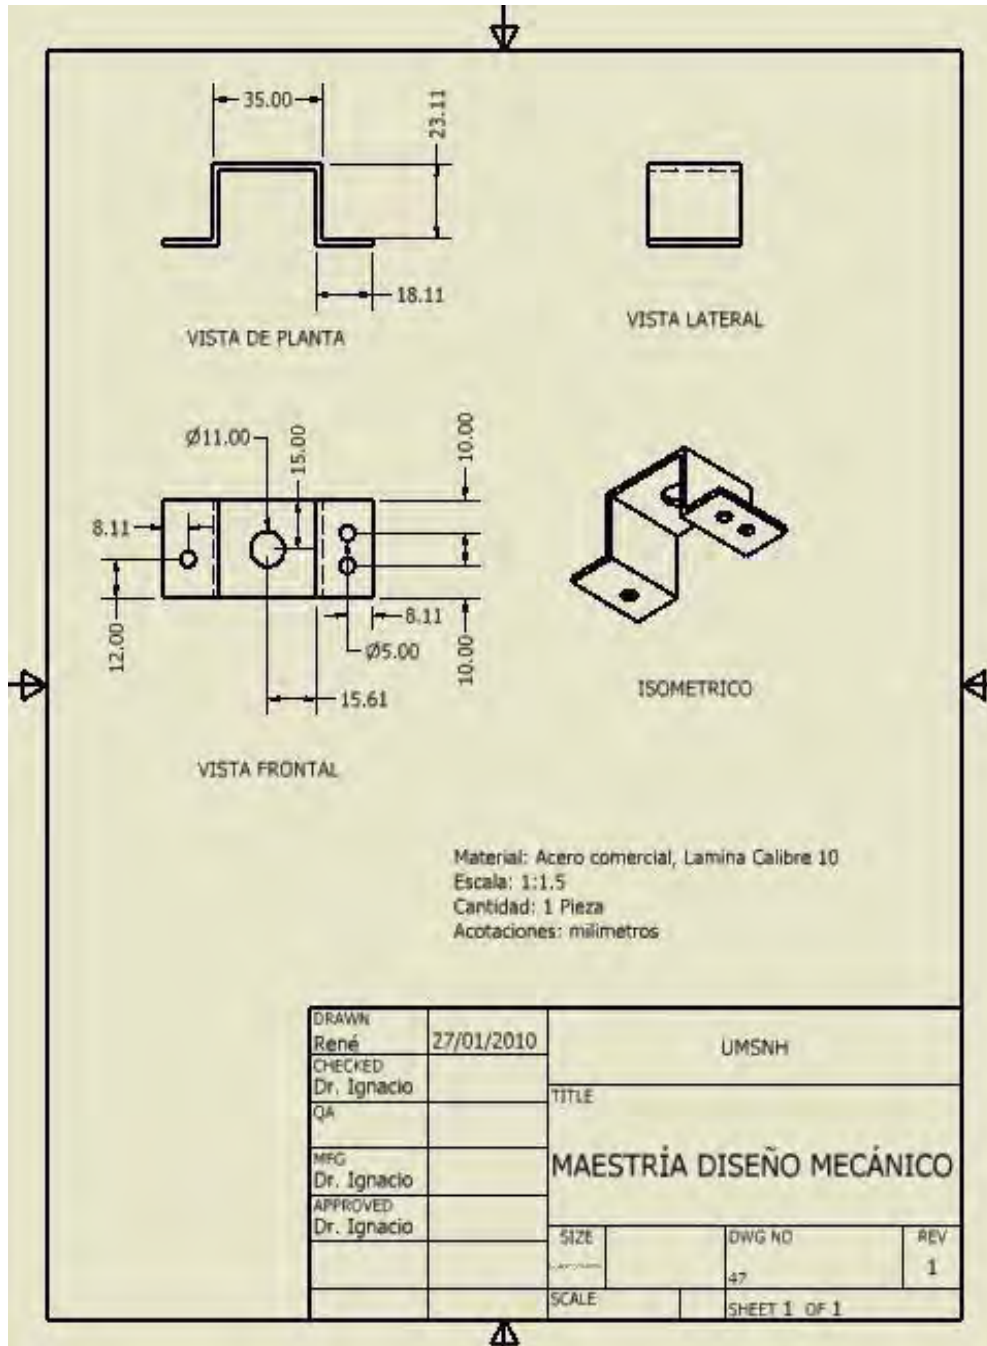 35.00
23.11
18.11
VISTA DE PLANTA
VISTA LATERAL
Ø11.00
15.00
10.00
8.11
12.00
8.11
Ø5.00
10.00
15.61
VISTA FRONTAL
ISOMETRICO
Material: Acero comercial, Lamina Calibre 10
Escala: 1:1.5
Cantidad: 1 Pieza
Acotaciones: milimetros
DRAWN
René 27/01/2010
CHECKED
Dr. Ignacio
QA
MFG
Dr. Ignacio
APPROVED
Dr. Ignacio
UMSNH
TITLE
MAESTRÍA DISEÑO MECÁNICO
SIZE
DWG NO
47
REV
1
SCALE
SHEET 1 OF 1